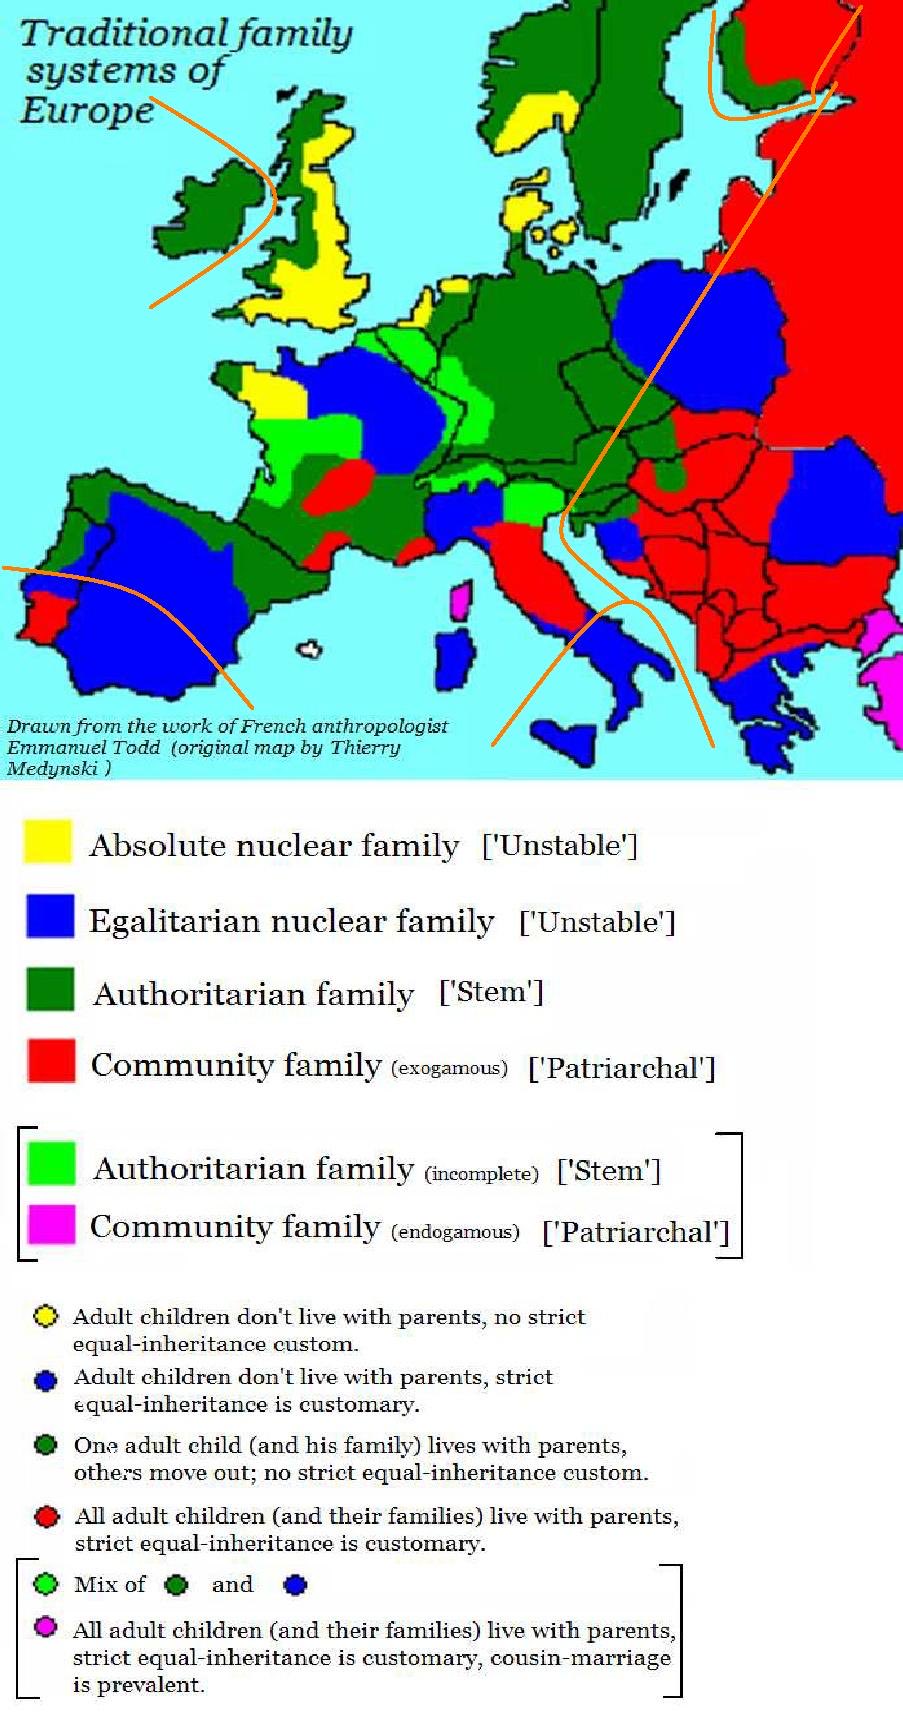 Traditional family
systems of
Europe
Drawn from the work of French anthropologist
Emmanuel Todd (original map by Thierry
Medynski )
Absolute nuclear family ['Unstable']
Egalitarian nuclear family ['Unstable']
Authoritarian family ['Stem']
Community family (exogamous) ['Patriarchal']
Authoritarian family (incomplete) ['Stem']
Community family (endogamous) ['Patriarchal']
Adult children don't live with parents, no strict
equal-inheritance custom.
Adult children don't live with parents, strict
equal-inheritance is customary.
One adult child (and his family) lives with parents,
others move out; no strict equal-inheritance custom.
All adult children (and their families) live with parents,
strict equal-inheritance is customary.
Mix of and
All adult children (and their families) live with parents,
strict equal-inheritance is customary, cousin-marriage
is prevalent.